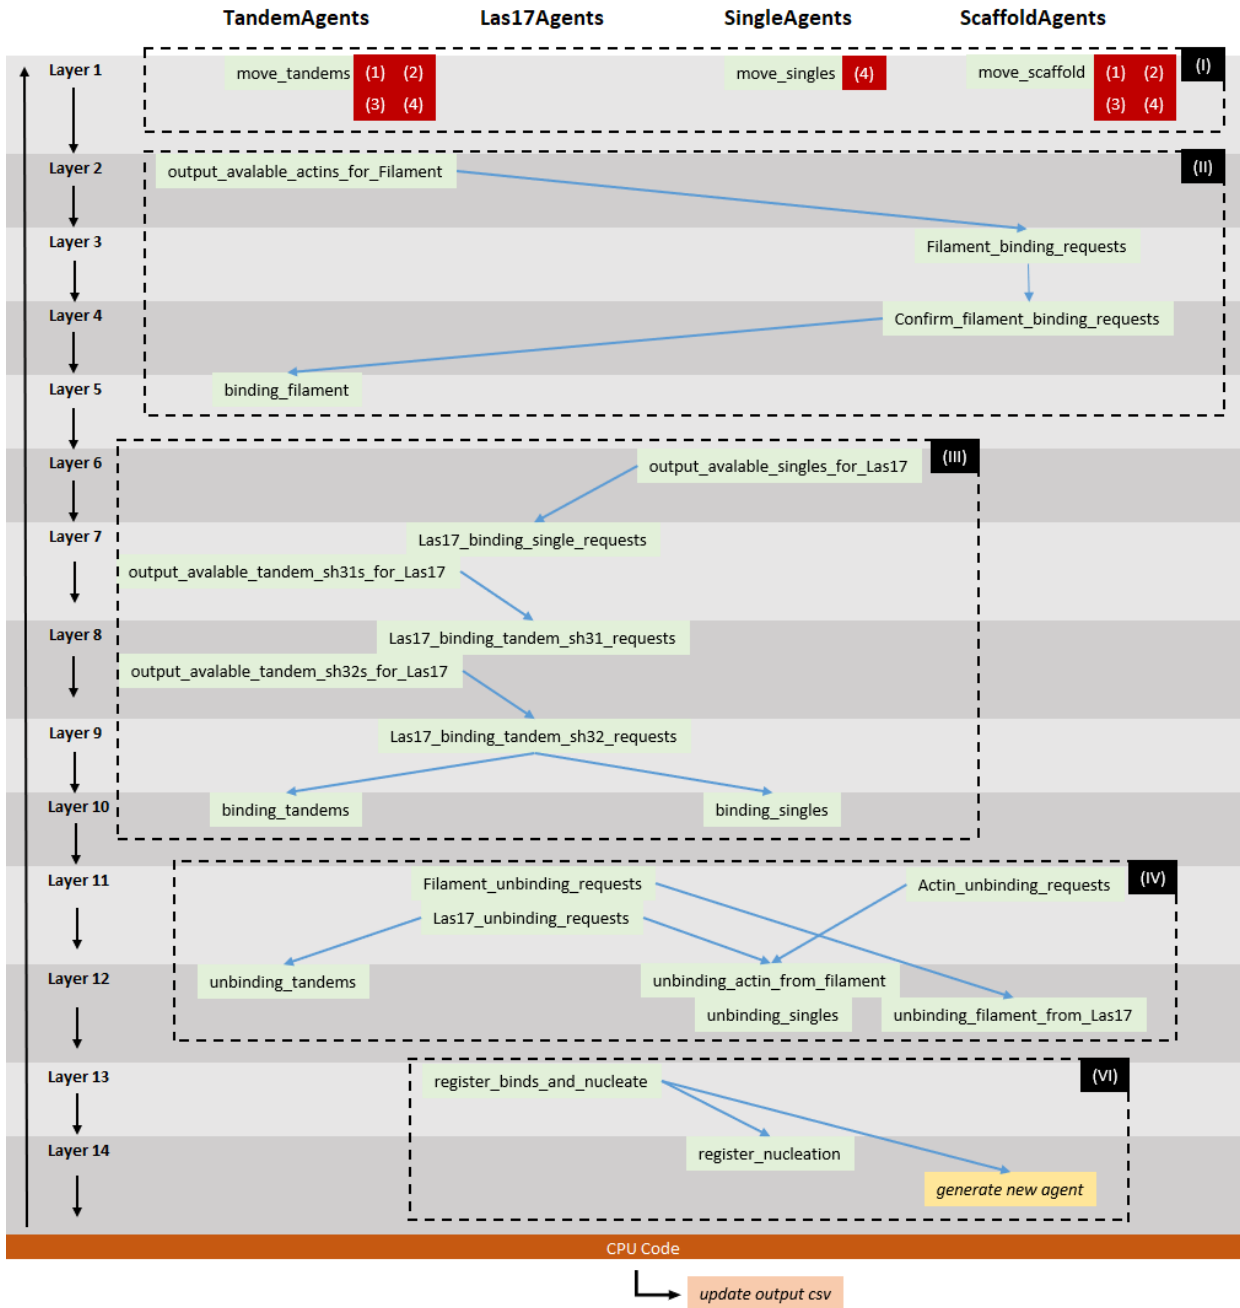 TandemAgents Las17Agents SingleAgents ScaffoldAgents
Layer 1 move_tandems (1) (2) move_singles (4) move_scaffold (1) (2) (I)
(3) (4) (3) (4)
Layer 2 output_avalable_actins_for_Filament (II)
Layer 3 Filament_binding_requests
Layer 4 Confirm_filament_binding_requests
Layer 5 binding_filament
Layer 6 output_avalable_singles_for_Las17 (III)
Layer 7 Las17_binding_single_requests
output_avalable_tandem_sh31s_for_Las17
Layer 8 Las17_binding_tandem_sh31_requests
output_avalable_tandem_sh32s_for_Las17
Layer 9 Las17_binding_tandem_sh32_requests
Layer 10 binding_tandems binding_singles
Layer 11 Filament_unbinding_requests Actin_unbinding_requests (IV)
Las17_unbinding_requests
Layer 12 unbinding_tandems unbinding_actin_from_filament
unbinding_singles unbinding_filament_from_Las17
Layer 13 register_binds_and_nucleate (VI)
Layer 14 register_nucleation
generate new agent
CPU Code
update output csv